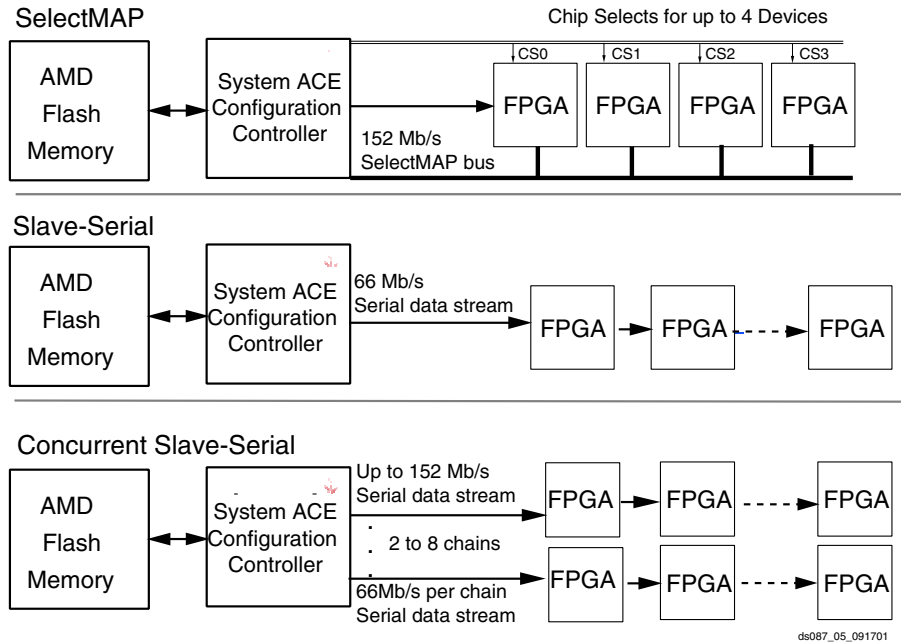 SelectMAP
Chip Selects for up to 4 Devices
AMD
Flash
Memory
System ACE
Configuration
Controller
CS0
CS1
CS2
CS3
FPGA
FPGA
FPGA
FPGA
152 Mb/s
SelectMAP bus
Slave-Serial
AMD
Flash
Memory
System ACE
Configuration
Controller
66 Mb/s
Serial data stream
FPGA
FPGA
FPGA
Concurrent Slave-Serial
AMD
Flash
Memory
System ACE
Configuration
Controller
Up to 152 Mb/s
Serial data stream
2 to 8 chains
66Mb/s per chain
Serial data stream
FPGA
FPGA
FPGA
FPGA
FPGA
FPGA
ds087_05_091701